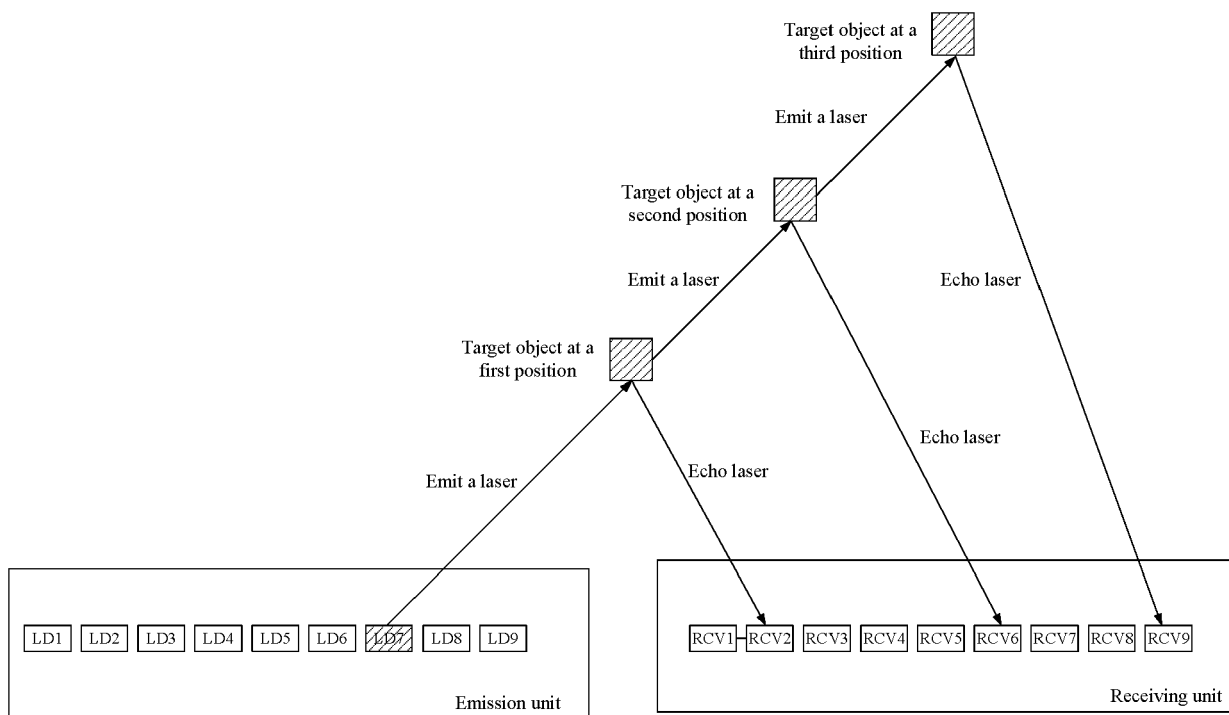 Target object at a
third position
Emit a laser
Target object at a
second position
Emit a laser
Echo laser
Target object at a
first position
Echo laser
Echo laser
Emit a laser
LD1 LD2 LD3 LD4 LD5 LD6 LD7 LD8 LD9
RCV1 RCV2 RCV3 RCV4 RCV5 RCV6 RCV7 RCV8 RCV9
Emission unit
Receiving unit